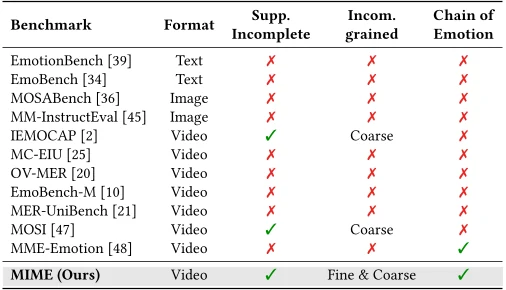 Benchmark Format Supp. Incomplete Incom. grained Chain of Emotion
EmotionBench [39] Text ✗ ✗ ✗
EmoBench [34] Text ✗ ✗ ✗
MOSABench [36] Image ✗ ✗ ✗
MM-InstructEval [45] Image ✗ ✗ ✗
IEMOCAP [2] Video ✓ Coarse ✗
MC-EIU [25] Video ✗ ✗ ✗
OV-MER [20] Video ✗ ✗ ✗
EmoBench-M [10] Video ✗ ✗ ✗
MER-UniBench [21] Video ✗ ✗ ✗
MOSI [47] Video ✓ Coarse ✗
MME-Emotion [48] Video ✗ ✗ ✓
MIME (Ours) Video ✓ Fine & Coarse ✓